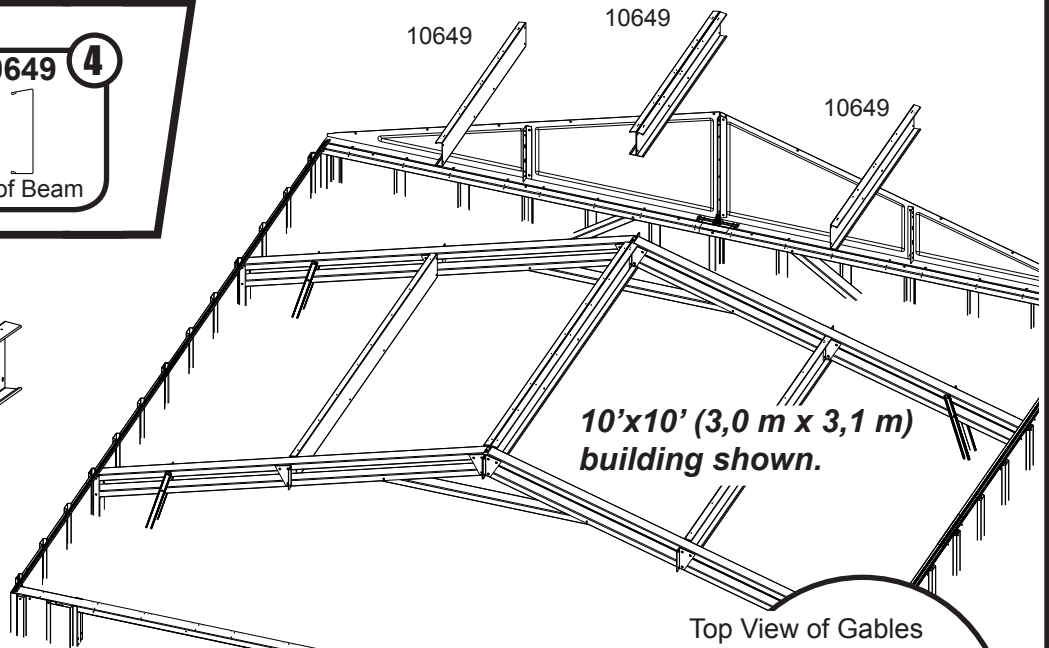 0649
4
of Beam
10649
10649
10649
10’x10’ (3,0 m x 3,1 m)
building shown.
Top View of Gables